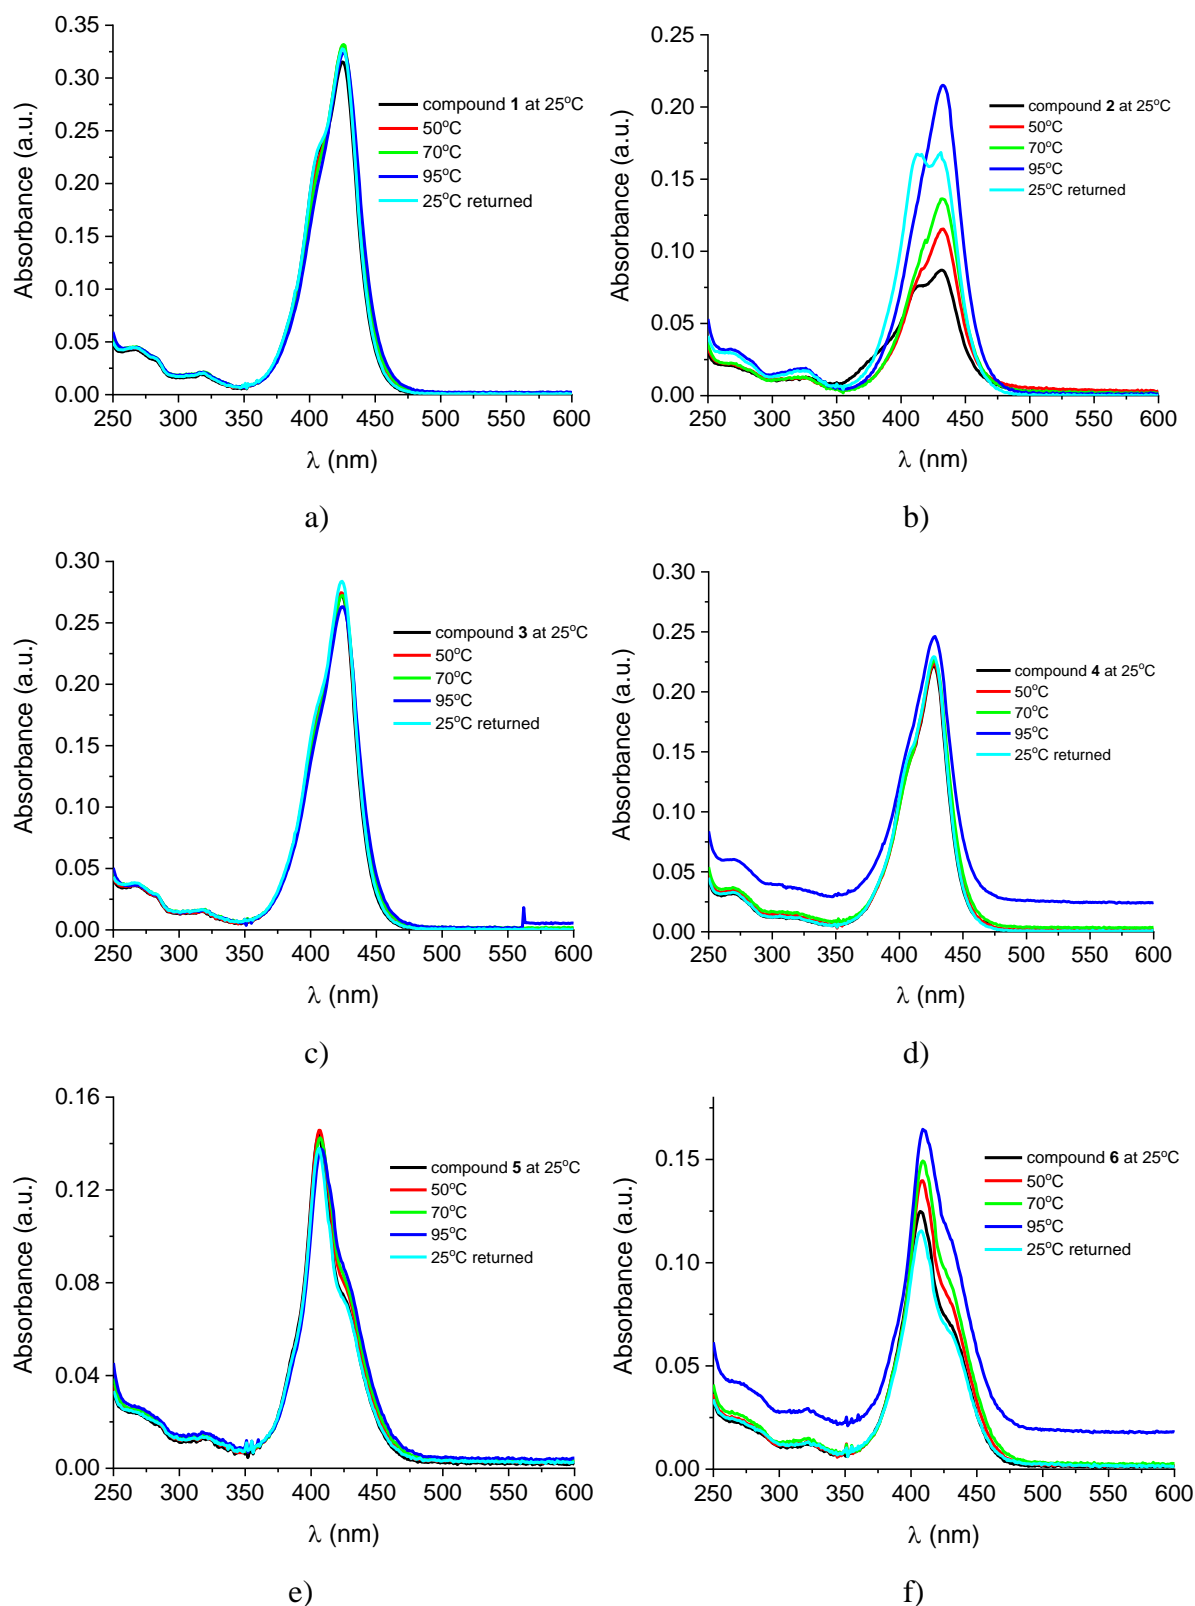 0.35
0.30
0.25
0.20
0.15
0.10
0.05
0.00
Absorbance (a.u.)
compound 1 at 25°C
50°C
70°C
95°C
25°C returned
250 300 350 400 450 500 550 600
λ (nm)
a)
0.25
0.20
0.15
0.10
0.05
0.00
Absorbance (a.u.)
compound 2 at 25°C
50°C
70°C
95°C
25°C returned
250 300 350 400 450 500 550 600
λ (nm)
b)
0.30
0.25
0.20
0.15
0.10
0.05
0.00
Absorbance (a.u.)
compound 3 at 25°C
50°C
70°C
95°C
25°C returned
250 300 350 400 450 500 550 600
λ (nm)
c)
0.30
0.25
0.20
0.15
0.10
0.05
0.00
Absorbance (a.u.)
compound 4 at 25°C
50°C
70°C
95°C
25°C returned
250 300 350 400 450 500 550 600
λ (nm)
d)
0.16
0.12
0.08
0.04
0.00
Absorbance (a.u.)
compound 5 at 25°C
50°C
70°C
95°C
25°C returned
250 300 350 400 450 500 550 600
λ (nm)
e)
0.15
0.10
0.05
0.00
Absorbance (a.u.)
compound 6 at 25°C
50°C
70°C
95°C
25°C returned
250 300 350 400 450 500 550 600
λ (nm)
f)